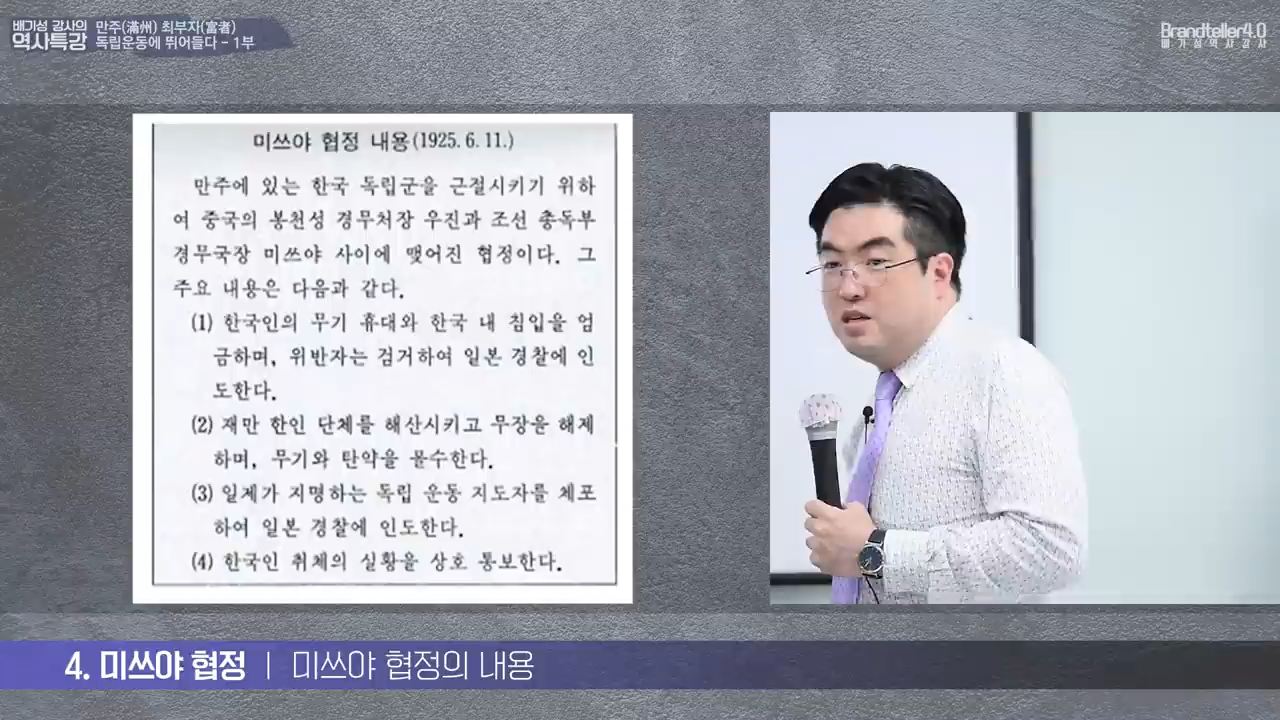 배기성 강사의
역사특강
만주(滿州) 최부자(富者)
독립운동에 뛰어들다 - 1부
Brandteller4.0
배기성역사강사
미쓰야 협정 내용(1925. 6. 11.)
만주에 있는 한국 독립군을 근절시키기 위하
여 중국의 봉천성 경무처장 우진과 조선 총독부
경무국장 미쓰야 사이에 맺어진 협정이다. 그
주요 내용은 다음과 같다.
(1) 한국인의 무기 휴대와 한국 내 침입을 엄
금하며, 위반자는 검거하여 일본 경찰에 인
도한다.
(2) 재만 한인 단체를 해산시키고 무장을 해제
하며, 무기와 탄약을 몰수한다.
(3) 일제가 지명하는 독립 운동 지도자를 체포
하여 일본 경찰에 인도한다.
(4) 한국인 취체의 실황을 상호 통보한다.
4. 미쓰야 협정 | 미쓰야 협정의 내용